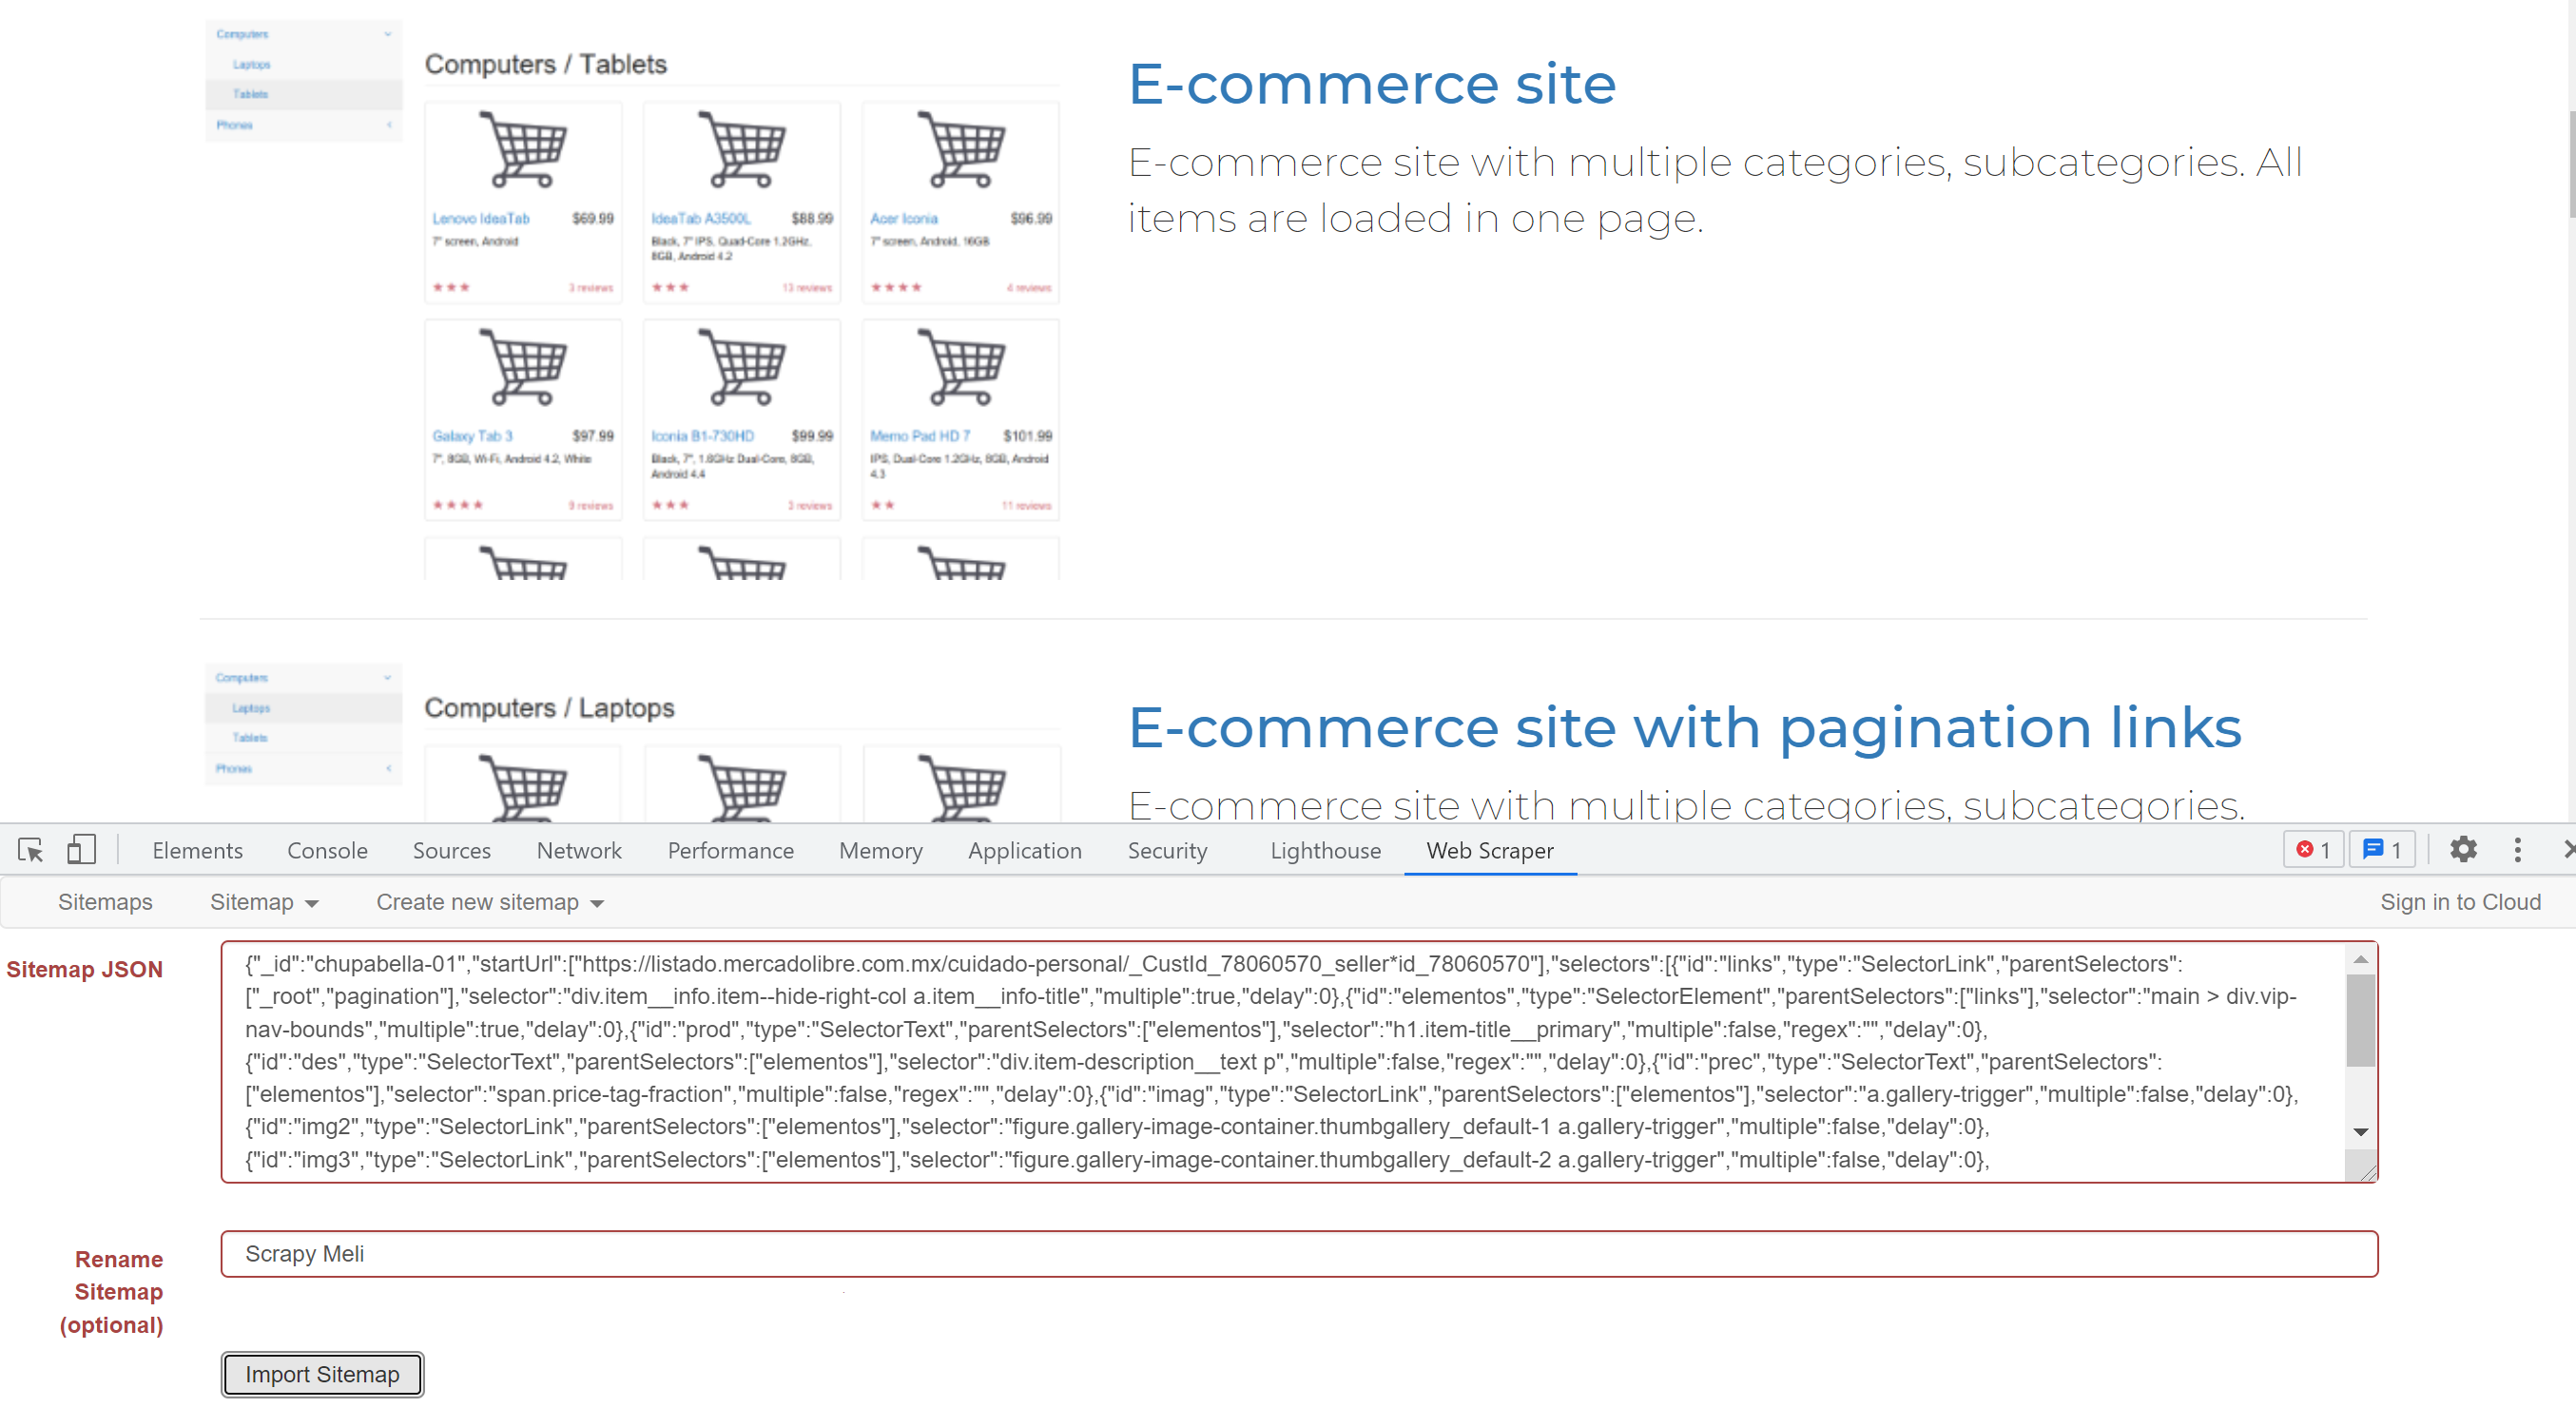 Computers
Laptops
Tablets
Phones
Computers / Tablets
Lenovo IdeaTab $69.99
7" screen, Android
3 reviews
IdeaTab A3500L $88.99
Black, 7" IPS, Quad-Core 1.2GHz,
8GB, Android 4.2
13 reviews
Acer Iconia $96.99
7" screen, Android, 16GB
4 reviews
Galaxy Tab 3 $97.99
7", 8GB, Wi-Fi, Android 4.2, White
9 reviews
Iconia B1-730HD $99.99
Black, 7", 1.6GHz Dual-Core, 8GB,
Android 4.4
3 reviews
Memo Pad HD 7 $101.99
IPS, Dual-Core 1.2GHz, 8GB, Android
4.3
11 reviews
E-commerce site
E-commerce site with multiple categories, subcategories. All
items are loaded in one page.
Computers
Laptops
Tablets
Phones
Computers / Laptops
E-commerce site with pagination links
E-commerce site with multiple categories, subcategories.
Elements Console Sources Network Performance Memory Application Security Lighthouse Web Scraper 1 1
Sitemaps Sitemap Create new sitemap Sign in to Cloud
Sitemap JSON
{"_id":"chupabella-01","startUrl":["https://listado.mercadolibre.com.mx/cuidado-personal/_CustId_78060570_seller*id_78060570"],"selectors":[{"id":"links","type":"SelectorLink","parentSelectors":
["_root","pagination"],"selector":"div.item__info.item--hide-right-col a.item__info-title","multiple":true,"delay":0},{"id":"elementos","type":"SelectorElement","parentSelectors":["links"],"selector":"main > div.vip-
nav-bounds","multiple":true,"delay":0},{"id":"prod","type":"SelectorText","parentSelectors":["elementos"],"selector":"h1.item-title__primary","multiple":false,"regex":"","delay":0},
{"id":"des","type":"SelectorText","parentSelectors":["elementos"],"selector":"div.item-description__text p","multiple":false,"regex":"","delay":0},{"id":"prec","type":"SelectorText","parentSelectors":
["elementos"],"selector":"span.price-tag-fraction","multiple":false,"regex":"","delay":0},{"id":"imag","type":"SelectorLink","parentSelectors":["elementos"],"selector":"a.gallery-trigger","multiple":false,"delay":0},
{"id":"img2","type":"SelectorLink","parentSelectors":["elementos"],"selector":"figure.gallery-image-container.thumbgallery_default-1 a.gallery-trigger","multiple":false,"delay":0},
{"id":"img3","type":"SelectorLink","parentSelectors":["elementos"],"selector":"figure.gallery-image-container.thumbgallery_default-2 a.gallery-trigger","multiple":false,"delay":0},
Rename
Sitemap
(optional)
Scrapy Meli
Import Sitemap